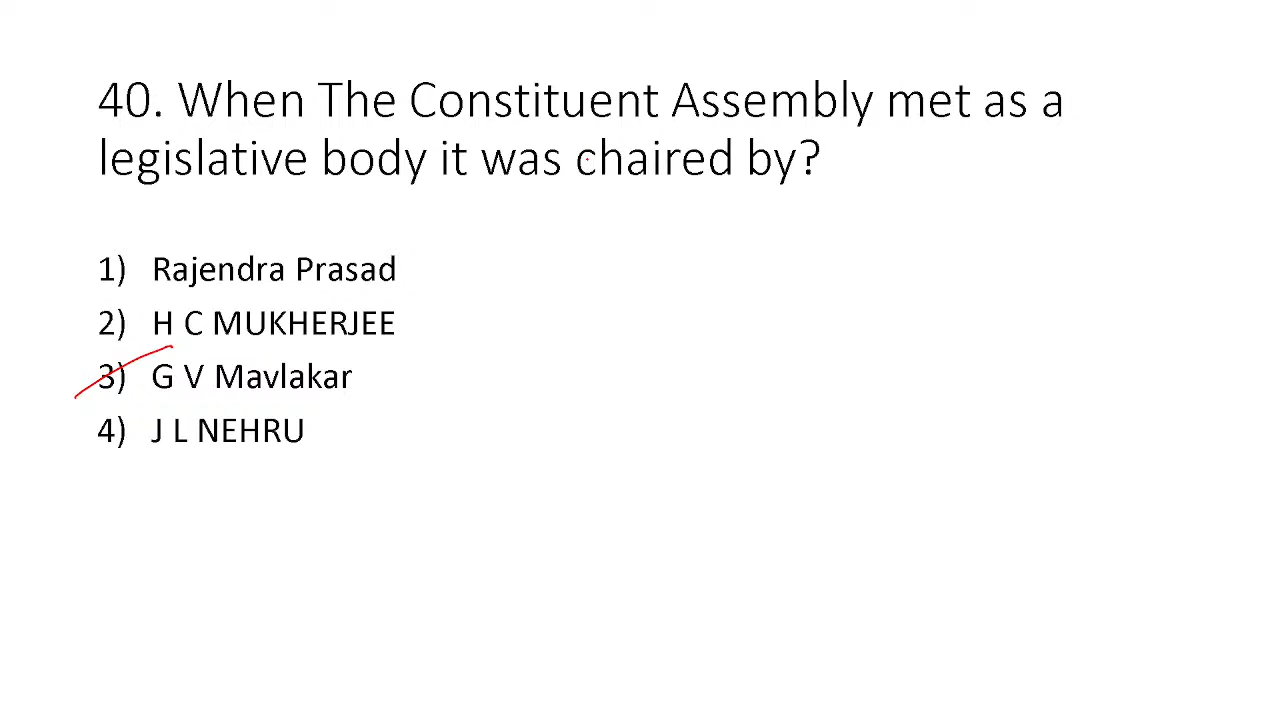 40. When The Constituent Assembly met as a
legislative body it was chaired by?
1) Rajendra Prasad
2) H C MUKHERJEE
3) G V Mavlakar
4) J L NEHRU